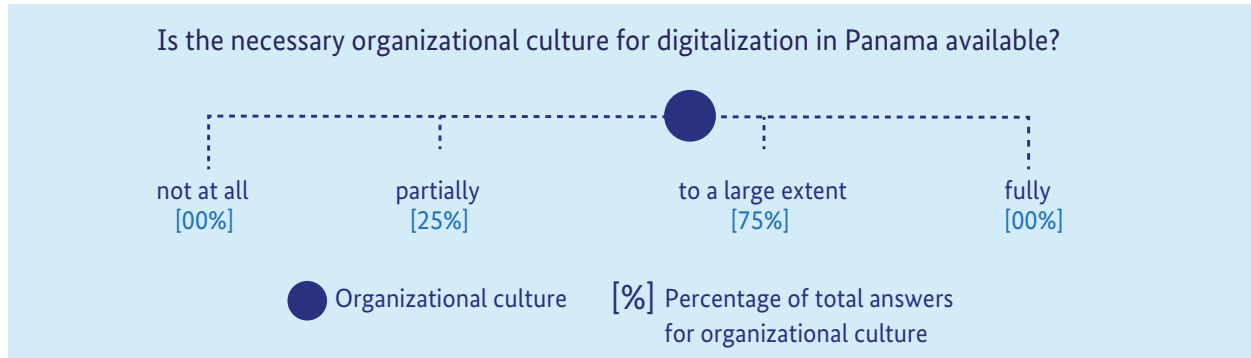 Is the necessary organizational culture for digitalization in Panama available?
not at all
[00%]
partially
[25%]
to a large extent
[75%]
fully
[00%]
Organizational culture
[%] Percentage of total answers
for organizational culture